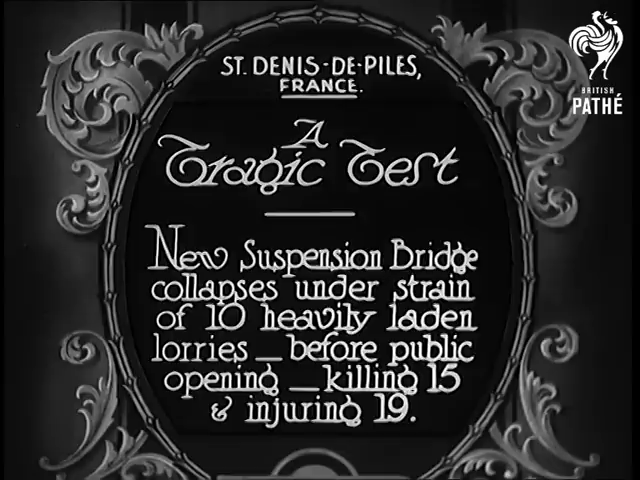 ST. DENIS-DE-PILES,
FRANCE.
A
Tragic Test
New Suspension Bridge
collapses under strain
of 10 heavily laden
lorries — before public
opening — killing 15
& injuring 19.
BRITISH
PATHÉ